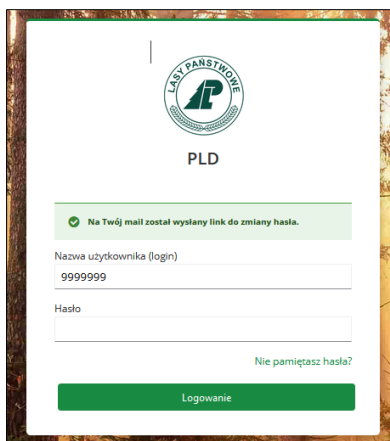 LASY PAŃSTWOWE
PLD
Na Twój mail został wysłany link do zmiany hasła.
Nazwa użytkownika (login)
9999999
Hasło
Nie pamiętasz hasła?
Logowanie